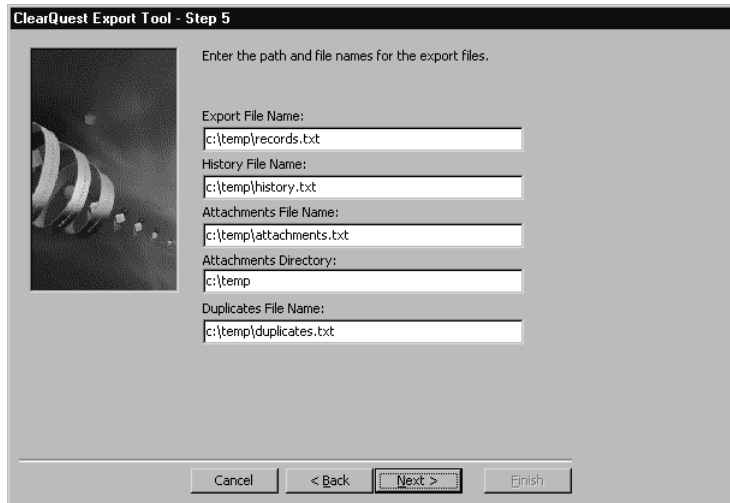 ClearQuest Export Tool - Step 5
Enter the path and file names for the export files.
Export File Name:
c:\temp\records.txt
History File Name:
c:\temp\history.txt
Attachments File Name:
c:\temp\attachments.txt
Attachments Directory:
c:\temp
Duplicates File Name:
c:\temp\duplicates.txt
Cancel < Back Next > Finish